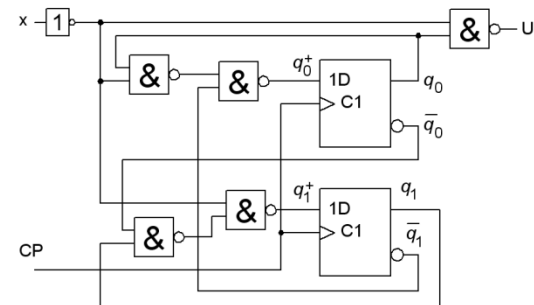 x 1 & U
& & q₀⁺ 1D q₀
C1
q̄₀
& q₁⁺ 1D q₁
& C1 q̄₁
CP